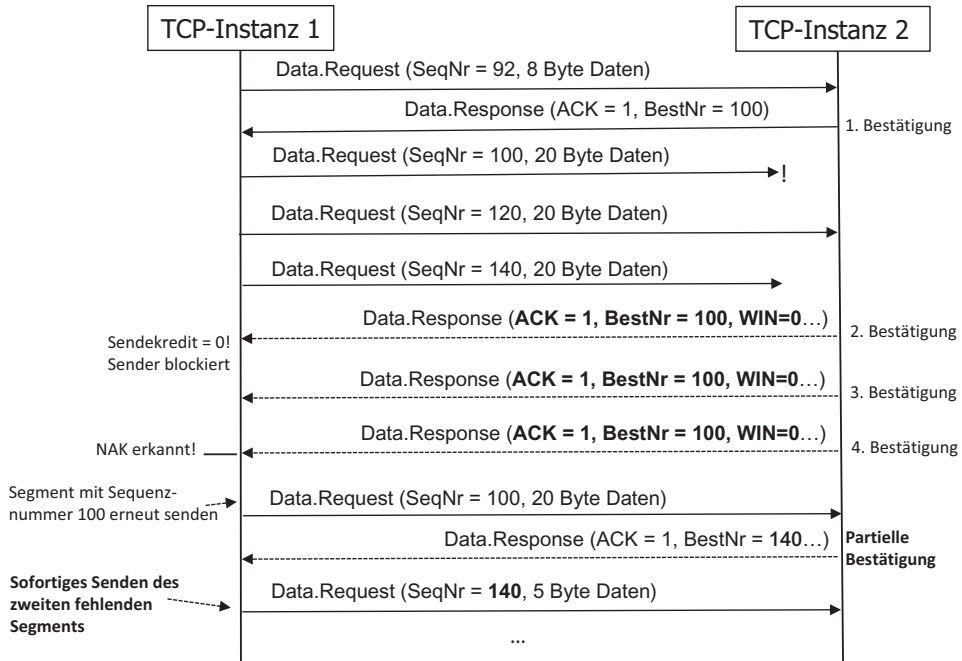 TCP-Instanz 1
TCP-Instanz 2
Data.Request (SeqNr = 92, 8 Byte Daten)
Data.Response (ACK = 1, BestNr = 100)
1. Bestätigung
Data.Request (SeqNr = 100, 20 Byte Daten)
!
Data.Request (SeqNr = 120, 20 Byte Daten)
Data.Request (SeqNr = 140, 20 Byte Daten)
Data.Response (ACK = 1, BestNr = 100, WIN=0…)
2. Bestätigung
Sendekredit = 0!
Sender blockiert
Data.Response (ACK = 1, BestNr = 100, WIN=0…)
3. Bestätigung
Data.Response (ACK = 1, BestNr = 100, WIN=0…)
4. Bestätigung
NAK erkannt!
Segment mit Sequenz-
nummer 100 erneut senden
Data.Request (SeqNr = 100, 20 Byte Daten)
Data.Response (ACK = 1, BestNr = 140…)
Partielle
Bestätigung
Sofortiges Senden des
zweiten fehlenden
Segments
Data.Request (SeqNr = 140, 5 Byte Daten)
...